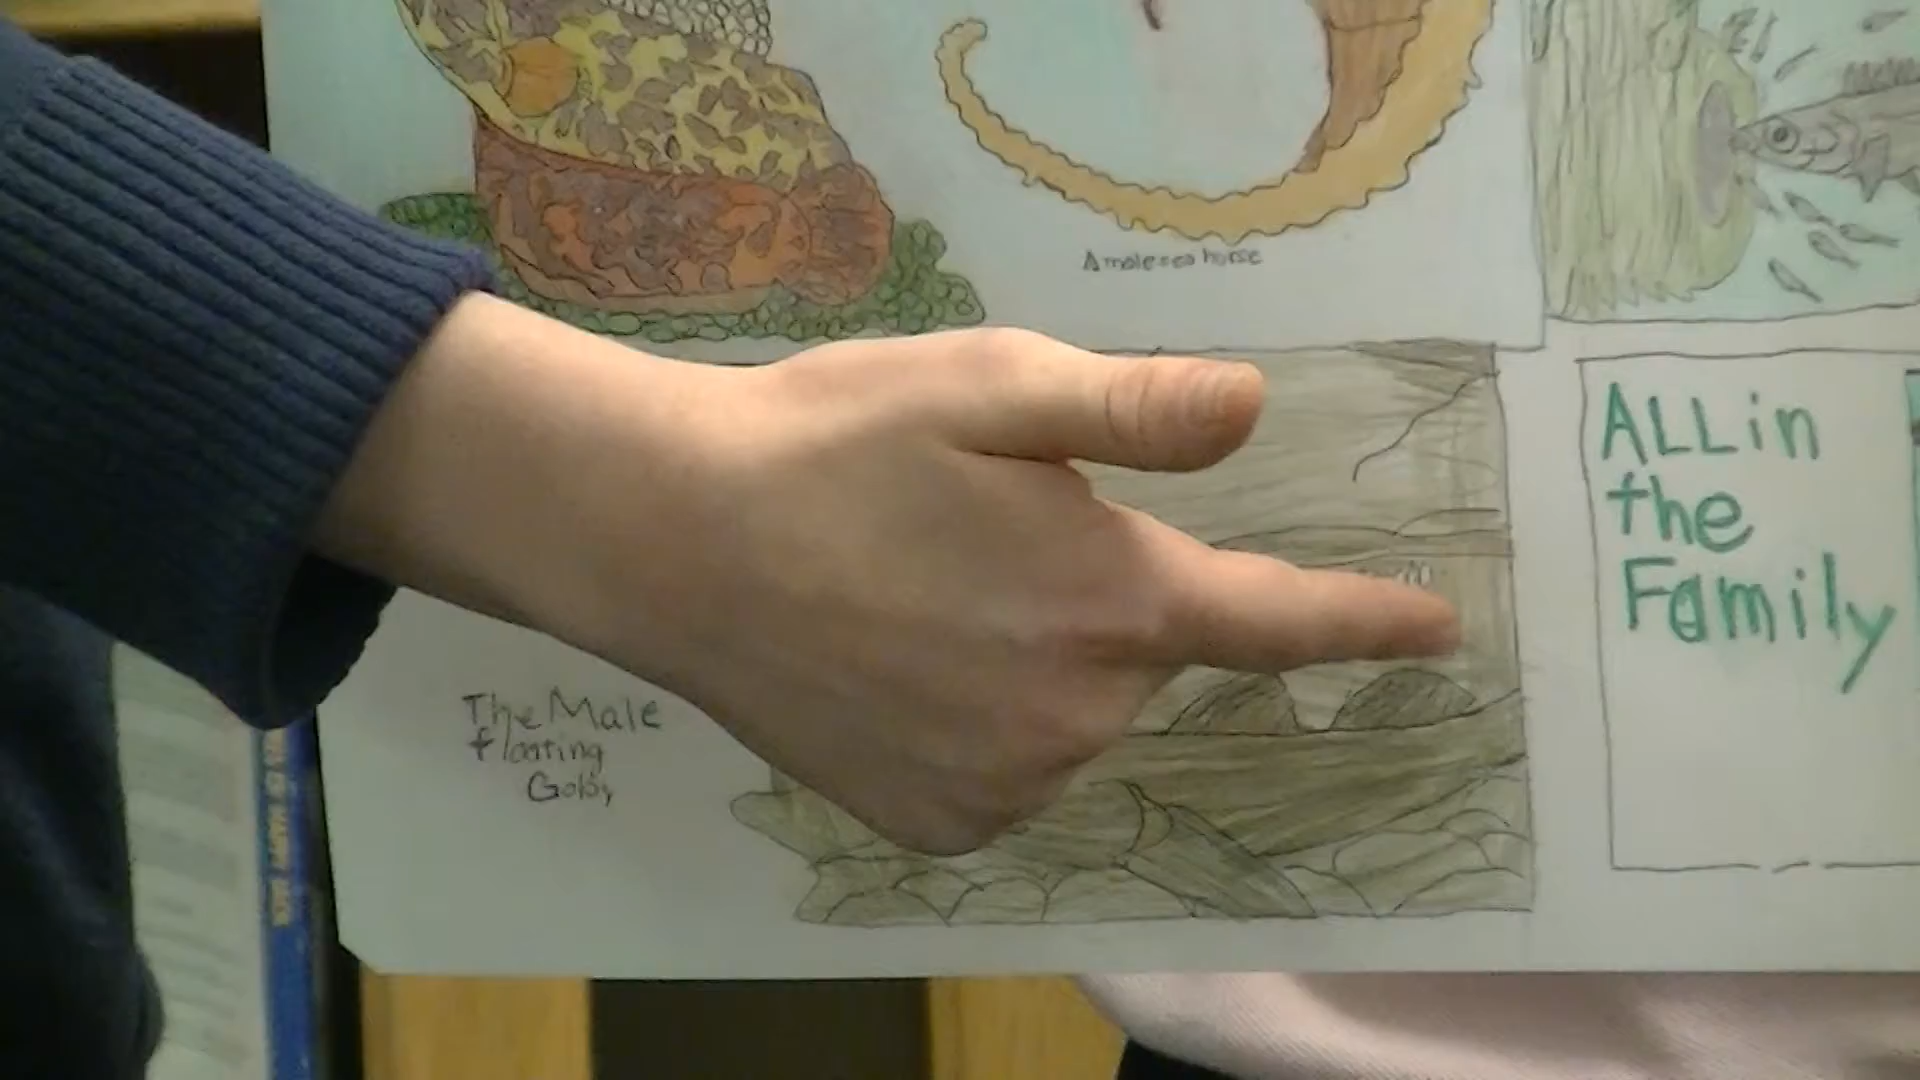 A male sea horse
ALL in
the
Family
The Male
floating
Goby